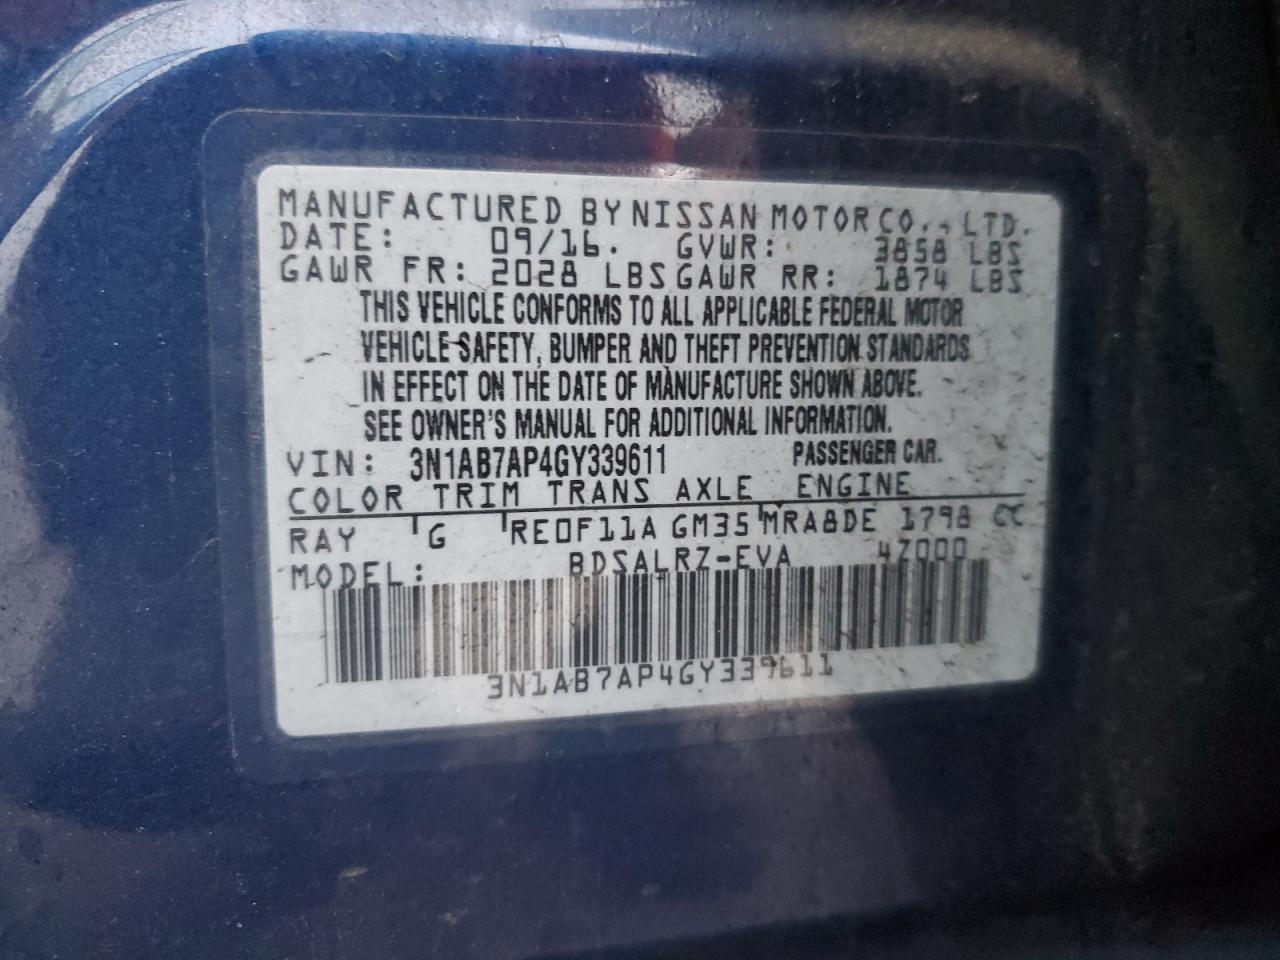 MANUFACTURED BY NISSAN MOTOR CO., LTD.
DATE: 09/16. GVWR: 3858 LBS
GAWR FR: 2028 LBS GAWR RR: 1874 LBS
THIS VEHICLE CONFORMS TO ALL APPLICABLE FEDERAL MOTOR
VEHICLE SAFETY, BUMPER AND THEFT PREVENTION STANDARDS
IN EFFECT ON THE DATE OF MANUFACTURE SHOWN ABOVE.
SEE OWNER'S MANUAL FOR ADDITIONAL INFORMATION.
VIN: 3N1AB7AP4GY339611 PASSENGER CAR.
COLOR TRIM TRANS AXLE ENGINE
RAY G RE0F11A GM35 MRA8DE 1798 CC
MODEL: BDSALRZ-EVA 4Z000
3N1AB7AP4GY339611